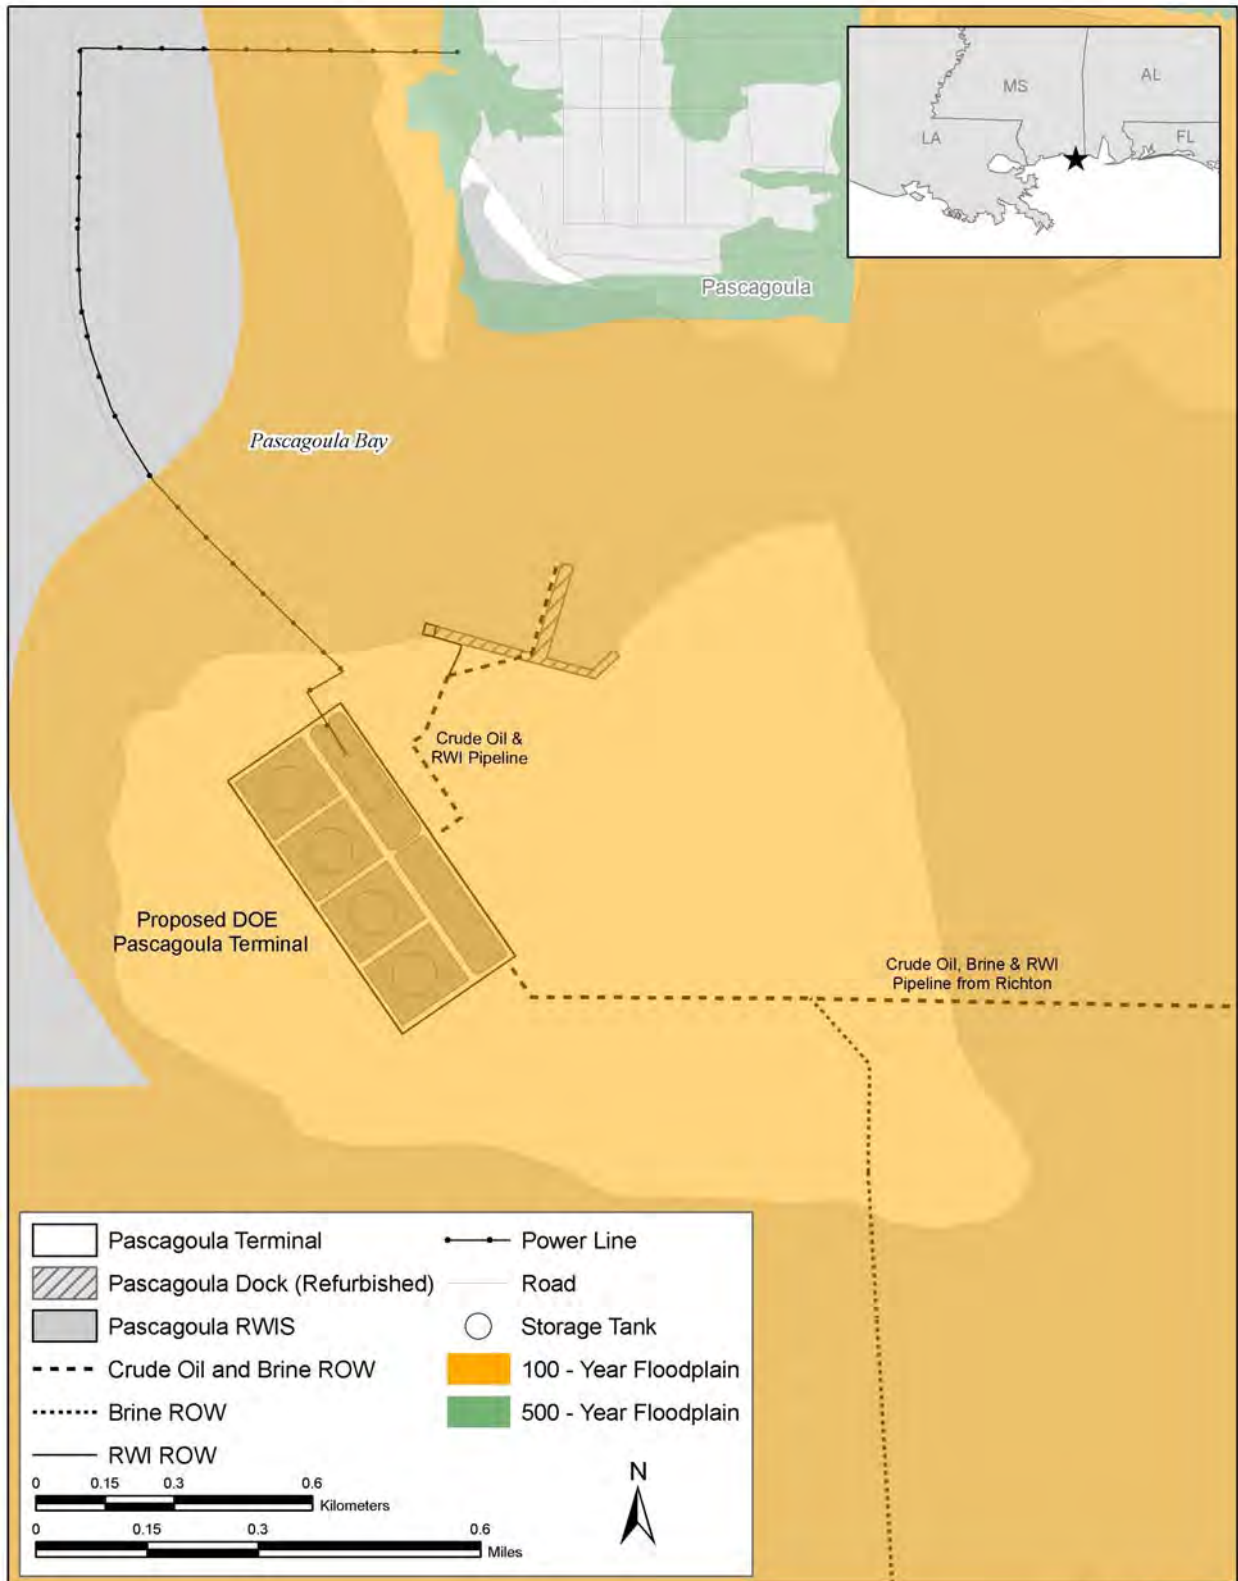 MS
AL
LA
FL
Pascagoula
Pascagoula Bay
Crude Oil &
RWI Pipeline
Proposed DOE
Pascagoula Terminal
Crude Oil, Brine & RWI
Pipeline from Richton
Pascagoula Terminal
Pascagoula Dock (Refurbished)
Pascagoula RWIS
Crude Oil and Brine ROW
Brine ROW
RWI ROW
Power Line
Road
Storage Tank
100 - Year Floodplain
500 - Year Floodplain
N
0 0.15 0.3 0.6
Kilometers
0 0.15 0.3 0.6
Miles